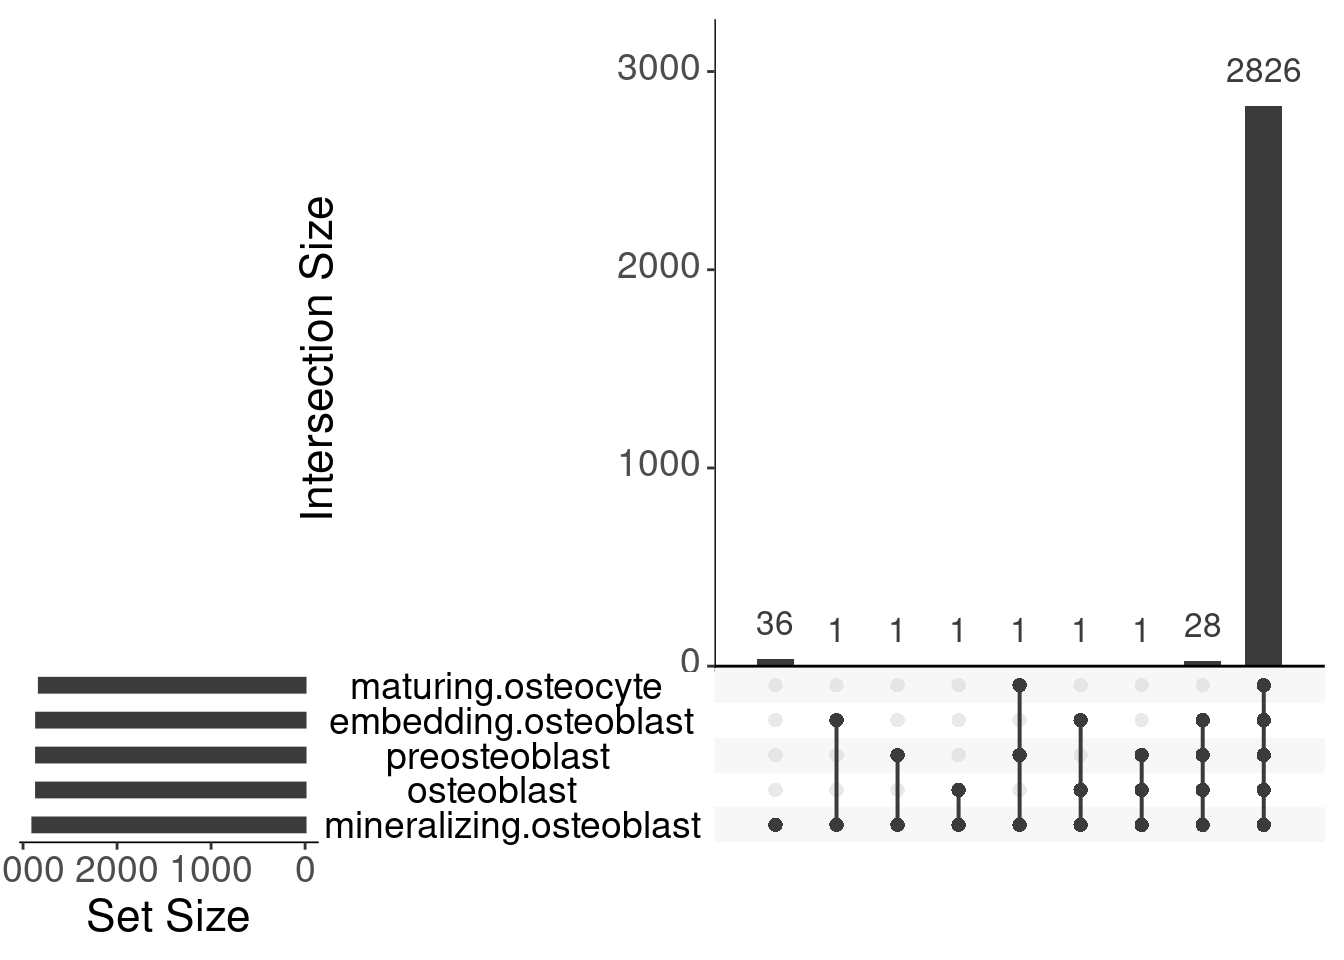 3000
2000
1000
0
Intersection Size
36
1
1
1
1
1
1
28
2826
maturing.osteocyte
embedding.osteoblast
preosteoblast
osteoblast
mineralizing.osteoblast
000 2000 1000 0
Set Size